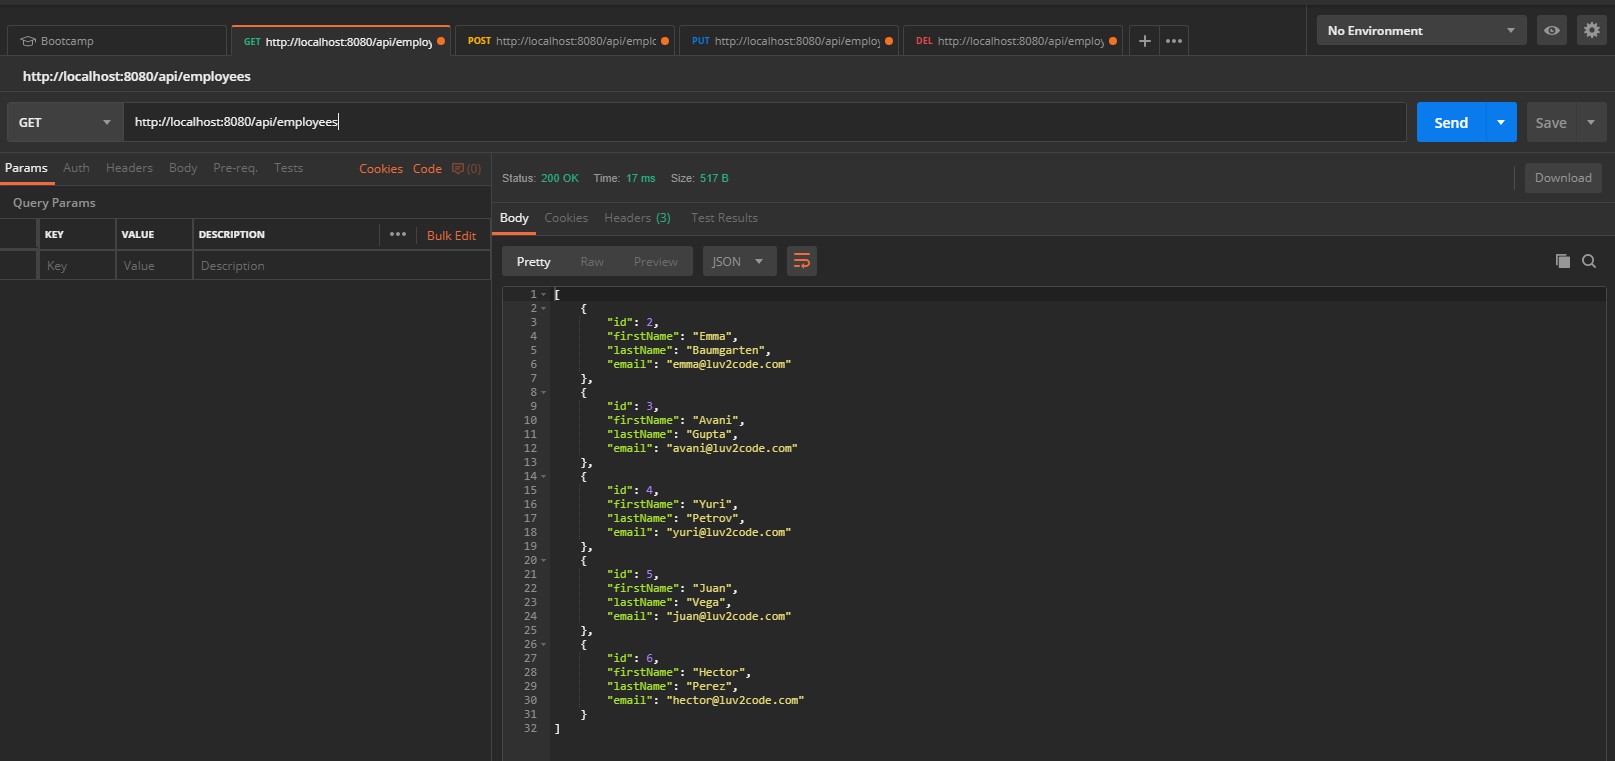 Bootcamp
GET http://localhost:8080/api/employ
POST http://localhost:8080/api/emplc
PUT http://localhost:8080/api/employ
DEL http://localhost:8080/api/employ
+ •••
No Environment
http://localhost:8080/api/employees
GET http://localhost:8080/api/employees
Send
Save
Params Auth Headers Body Pre-req. Tests Cookies Code (0)
Query Params
KEY VALUE DESCRIPTION ••• Bulk Edit
Key Value Description
Status: 200 OK Time: 17 ms Size: 517 B
Download
Body Cookies Headers (3) Test Results
Pretty Raw Preview JSON
1 [
2 {
3 "id": 2,
4 "firstName": "Emma",
5 "lastName": "Baumgarten",
6 "email": "emma@luv2code.com"
7 },
8 {
9 "id": 3,
10 "firstName": "Avani",
11 "lastName": "Gupta",
12 "email": "avani@luv2code.com"
13 },
14 {
15 "id": 4,
16 "firstName": "Yuri",
17 "lastName": "Petrov",
18 "email": "yuri@luv2code.com"
19 },
20 {
21 "id": 5,
22 "firstName": "Juan",
23 "lastName": "Vega",
24 "email": "juan@luv2code.com"
25 },
26 {
27 "id": 6,
28 "firstName": "Hector",
29 "lastName": "Perez",
30 "email": "hector@luv2code.com"
31 }
32 ]